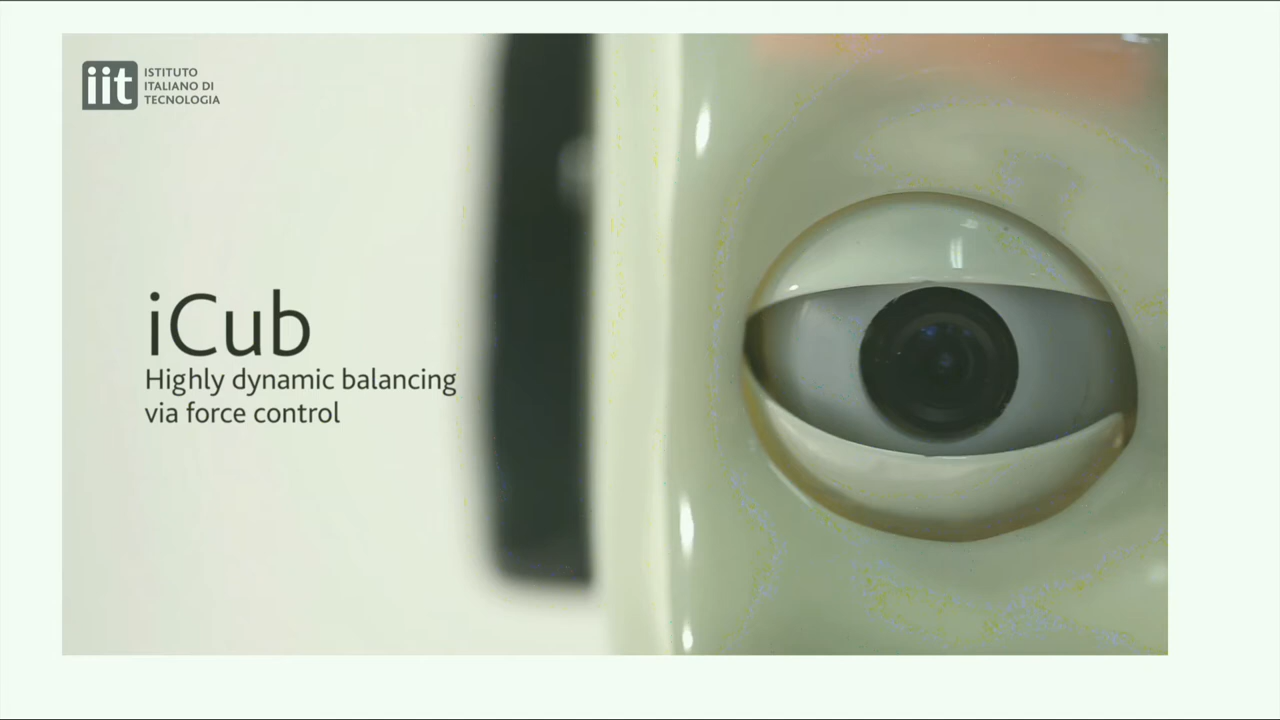 iit
ISTITUTO
ITALIANO DI
TECNOLOGIA
iCub
Highly dynamic balancing
via force control